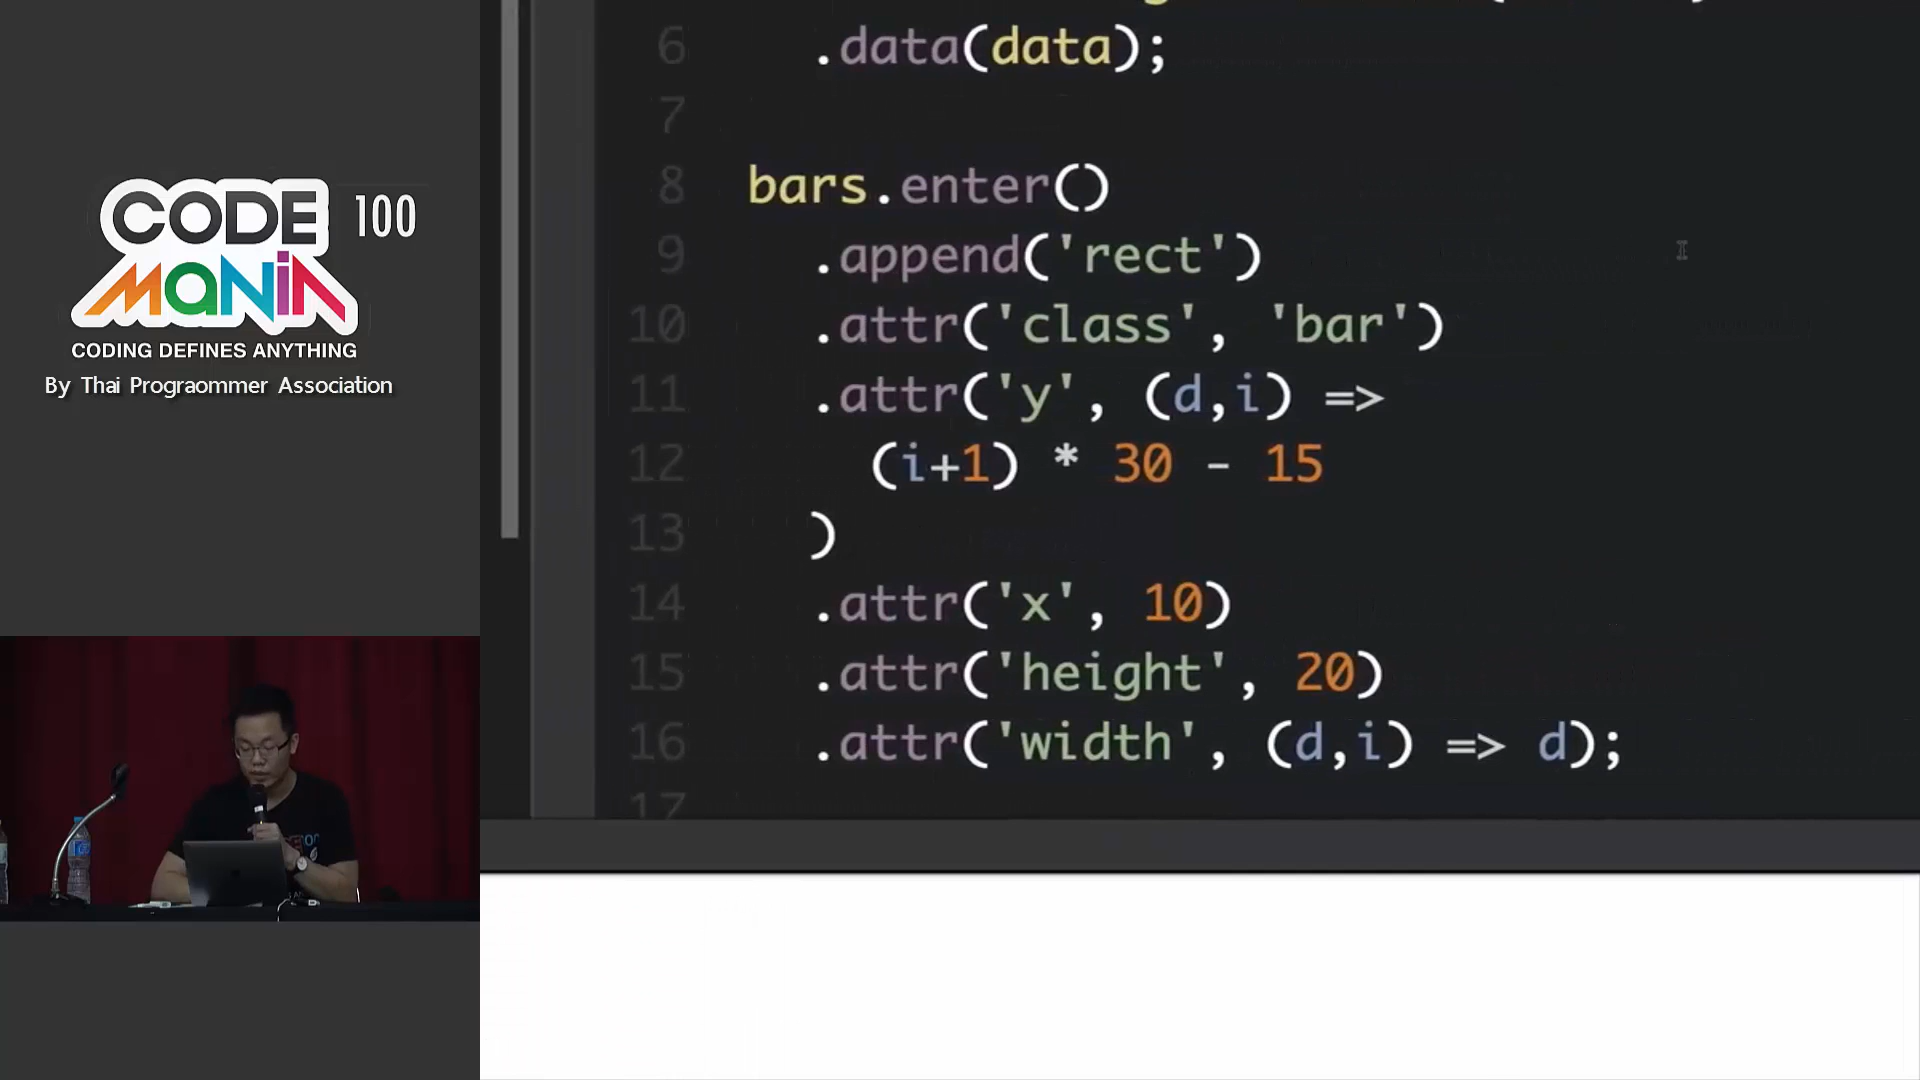 CODE 100
MANIA
CODING DEFINES ANYTHING
By Thai Prograommer Association
6 .data(data);
7
8 bars.enter()
9 .append('rect')
10 .attr('class', 'bar')
11 .attr('y', (d,i) =>
12 (i+1) * 30 - 15
13 )
14 .attr('x', 10)
15 .attr('height', 20)
16 .attr('width', (d,i) => d);
17